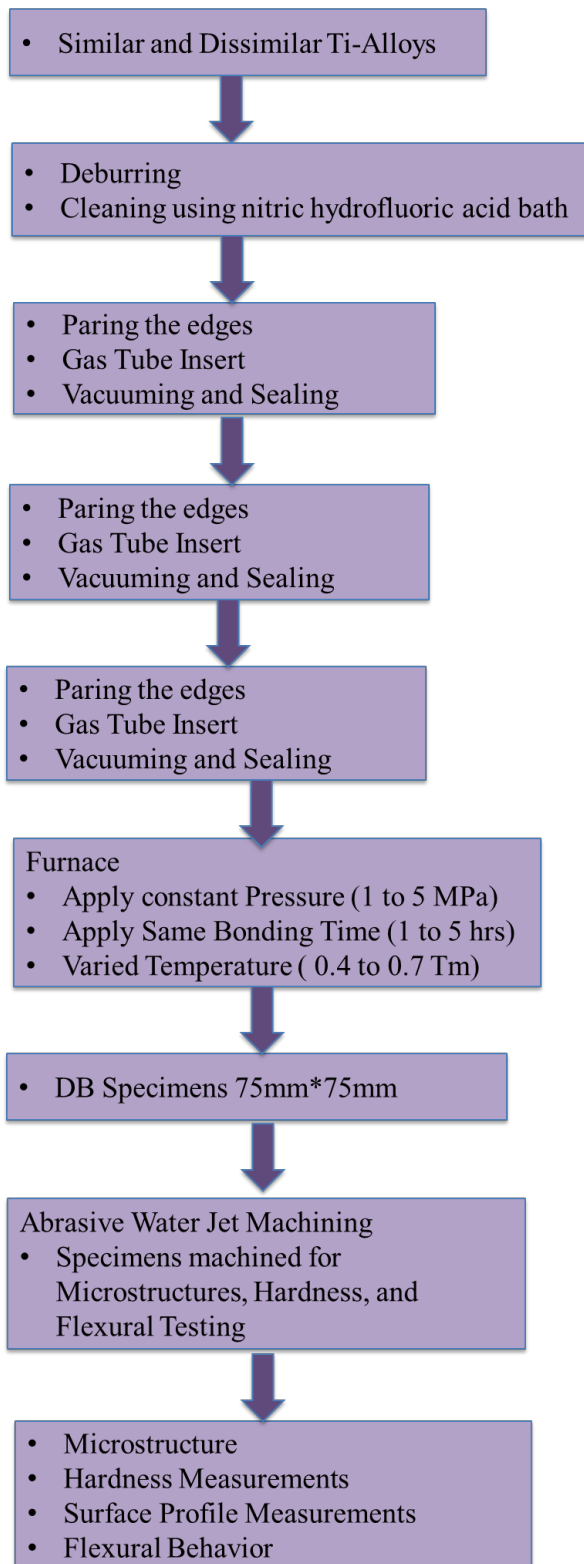 • Similar and Dissimilar Ti-Alloys
• Deburring
• Cleaning using nitric hydrofluoric acid bath
• Paring the edges
• Gas Tube Insert
• Vacuuming and Sealing
• Paring the edges
• Gas Tube Insert
• Vacuuming and Sealing
• Paring the edges
• Gas Tube Insert
• Vacuuming and Sealing
Furnace
• Apply constant Pressure (1 to 5 MPa)
• Apply Same Bonding Time (1 to 5 hrs)
• Varied Temperature ( 0.4 to 0.7 Tm)
• DB Specimens 75mm*75mm
Abrasive Water Jet Machining
• Specimens machined for
Microstructures, Hardness, and
Flexural Testing
• Microstructure
• Hardness Measurements
• Surface Profile Measurements
• Flexural Behavior